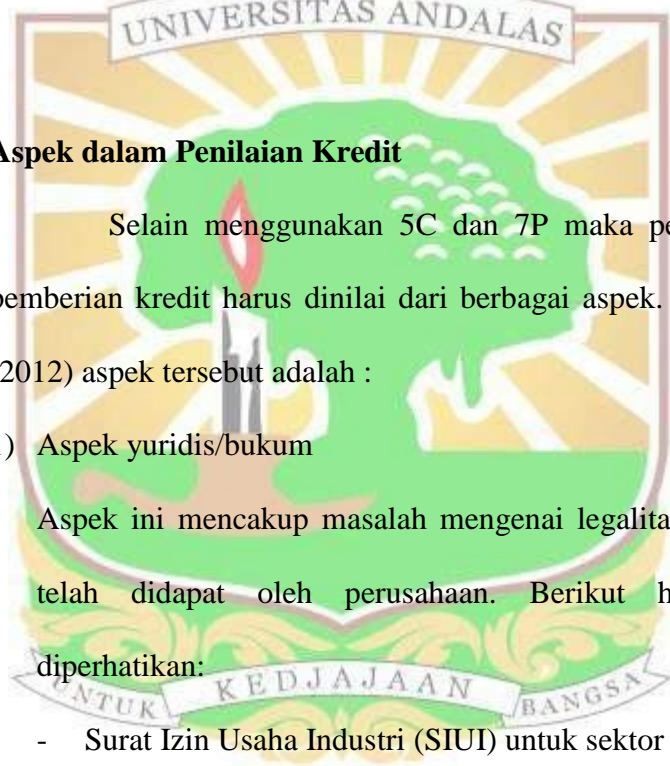 UNIVERSITAS ANDALAS
Aspek dalam Penilaian Kredit
Selain menggunakan 5C dan 7P maka pe
pemberian kredit harus dinilai dari berbagai aspek.
2012) aspek tersebut adalah :
) Aspek yuridis/bukum
Aspek ini mencakup masalah mengenai legalita
telah didapat oleh perusahaan. Berikut h
diperhatikan:
UNTUK KEDJAJAAN BANGSA
- Surat Izin Usaha Industri (SIUI) untuk sektor